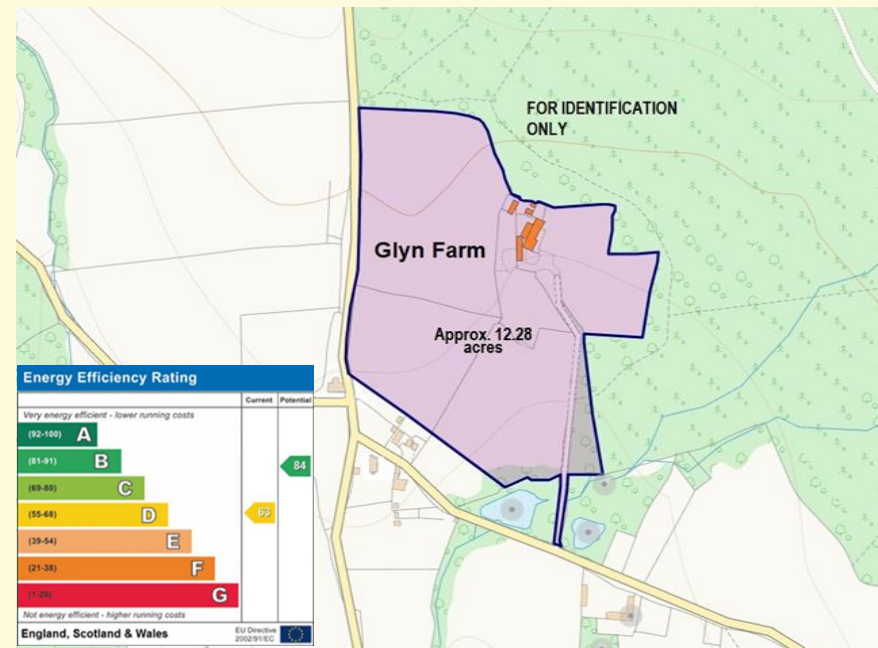 FOR IDENTIFICATION
ONLY
Glyn Farm
Approx. 12.28
acres
Energy Efficiency Rating
Current Potential
Very energy efficient - lower running costs
(92-100) A
(81-91) B
84
(69-80) C
(55-68) D
63
(39-54) E
(21-38) F
(1-20) G
Not energy efficient - higher running costs
England, Scotland & Wales
EU Directive
2002/91/EC